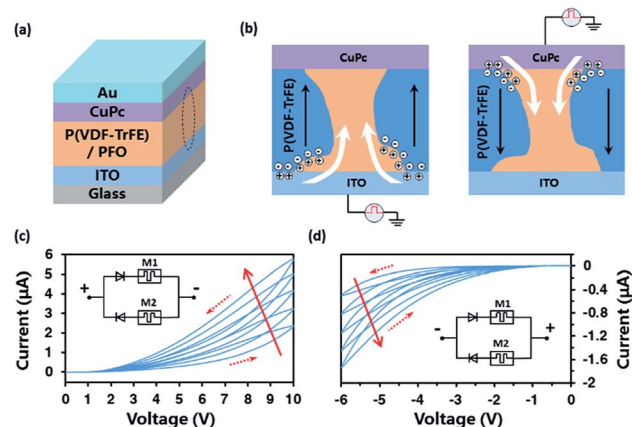 (a)
Au
CuPc
P(VDF-TrFE)
/ PFO
ITO
Glass
(b)
CuPc
P(VDF-TrFE)
ITO
CuPc
P(VDF-TrFE)
ITO
(c)
Current (μA)
6
5
4
3
2
1
0
M1
+
-
M2
0 1 2 3 4 5 6 7 8 9 10
Voltage (V)
(d)
M1
-
+
M2
0
-0.4
-0.8
-1.2
-1.6
-2
Current (μA)
-6 -5 -4 -3 -2 -1 0
Voltage (V)